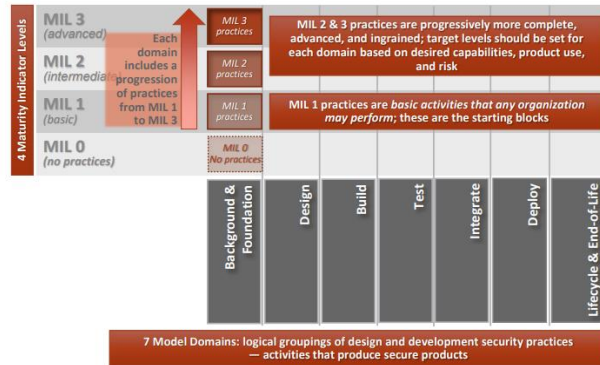 4 Maturity Indicator Levels
MIL 3
(advanced)
MIL 2
(intermediate)
MIL 1
(basic)
MIL 0
(no practices)
Each
domain
includes a
progression
of practices
from MIL 1
to MIL 3
MIL 3
practices
MIL 2
practices
MIL 1
practices
MIL 0
No practices
MIL 2 & 3 practices are progressively more complete,
advanced, and ingrained; target levels should be set for
each domain based on desired capabilities, product use,
and risk
MIL 1 practices are basic activities that any organization
may perform; these are the starting blocks
Background &
Foundation
Design
Build
Test
Integrate
Deploy
Lifecycle & End-of-Life
7 Model Domains: logical groupings of design and development security practices
— activities that produce secure products